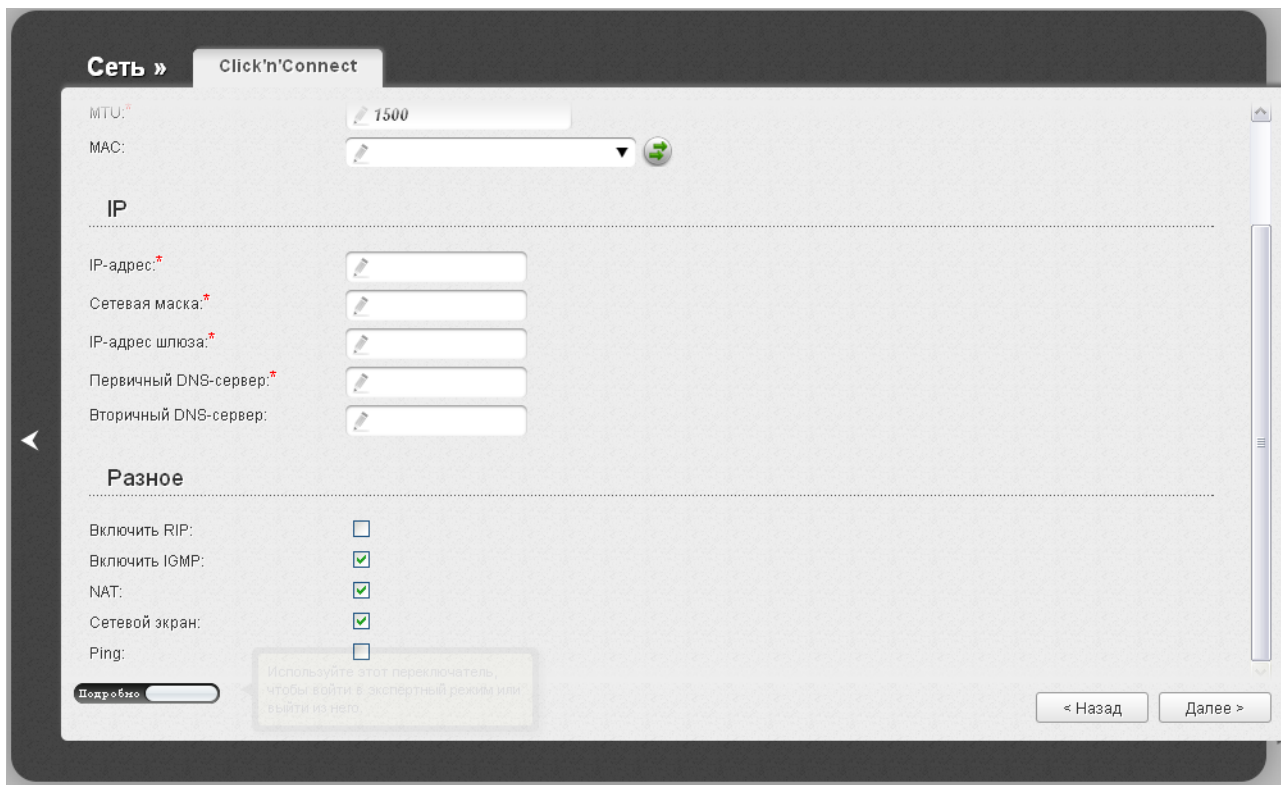 Сеть »
Click'n'Connect
MTU:*
1500
MAC:
IP
IP-адрес:*
Сетевая маска:*
IP-адрес шлюза:*
Первичный DNS-сервер:*
Вторичный DNS-сервер:
Разное
Включить RIP:
Включить IGMP:
NAT:
Сетевой экран:
Ping:
Используйте этот переключатель,
чтобы войти в экспертный режим или
выйти из него.
Подробно
< Назад
Далее >